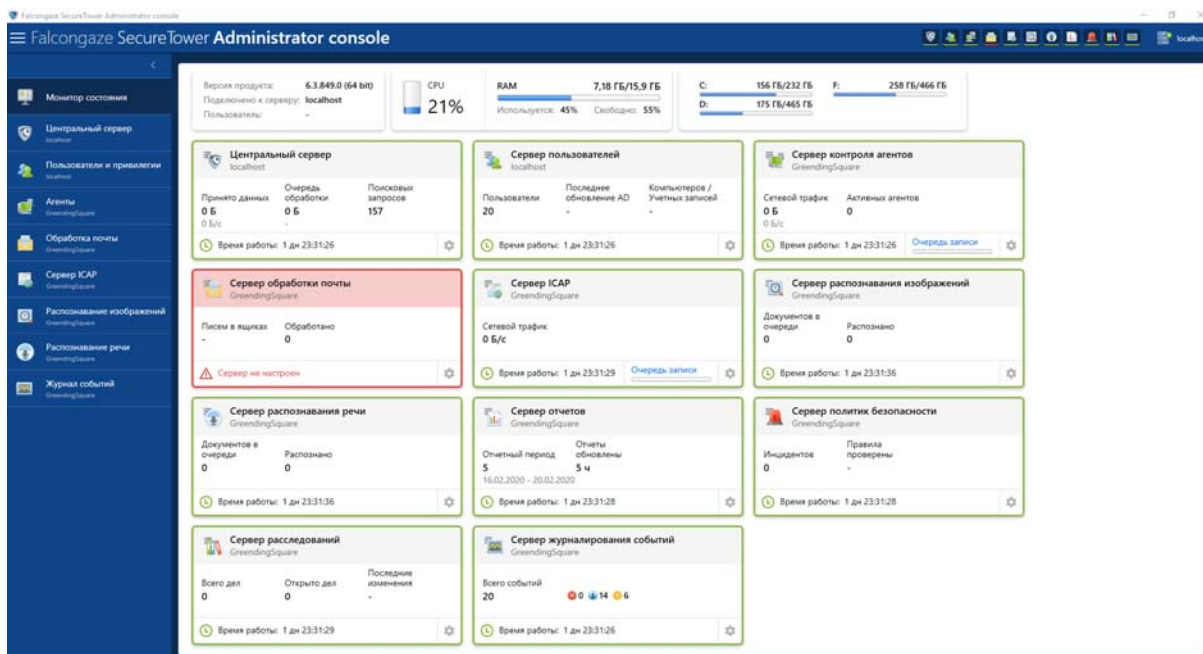 Falcongaze SecureTower Administrator console
Falcongaze SecureTower Administrator console
localhos
Монитор состояния
Центральный сервер
localhost
Пользователи и привилегии
localhost
Агенты
GreendingSquare
Обработка почты
GreendingSquare
Сервер ICAP
GreendingSquare
Распознавание изображений
GreendingSquare
Распознавание речи
GreendingSquare
Журнал событий
GreendingSquare
Версия продукта: 6.3.849.0 (64 bit)
Подключено к серверу: localhost
Пользователь: -
CPU
21%
RAM 7,18 ГБ/15,9 ГБ
Используется: 45% Свободно: 55%
C: 156 ГБ/232 ГБ F: 258 ГБ/466 ГБ
D: 175 ГБ/465 ГБ
Центральный сервер
localhost
Принято данных Очередь обработки Поисковых запросов
0 Б 0 Б 157
0 Б/с -
Время работы: 1 дн 23:31:26
Сервер пользователей
localhost
Пользователи Последнее обновление AD Компьютеров / Учетных записей
20 - -
Время работы: 1 дн 23:31:26
Сервер контроля агентов
GreendingSquare
Сетевой трафик Активных агентов
0 Б 0
0 Б/с
Время работы: 1 дн 23:31:26 Очередь записи
Сервер обработки почты
GreendingSquare
Писем в ящиках Обработано
- 0
Сервер не настроен
Сервер ICAP
GreendingSquare
Сетевой трафик
0 Б/с
Время работы: 1 дн 23:31:29 Очередь записи
Сервер распознавания изображений
GreendingSquare
Документов в очереди Распознано
0 0
Время работы: 1 дн 23:31:36
Сервер распознавания речи
GreendingSquare
Документов в очереди Распознано
0 0
Время работы: 1 дн 23:31:36
Сервер отчетов
GreendingSquare
Отчетный период Отчеты обновлены
5 5 ч
16.02.2020 - 20.02.2020
Время работы: 1 дн 23:31:28
Сервер политик безопасности
GreendingSquare
Инцидентов Правила проверены
0 -
Время работы: 1 дн 23:31:28
Сервер расследований
GreendingSquare
Всего дел Открыто дел Последние изменения
0 0 -
Время работы: 1 дн 23:31:29
Сервер журналирования событий
GreendingSquare
Всего событий
20 0 14 6
Время работы: 1 дн 23:31:26